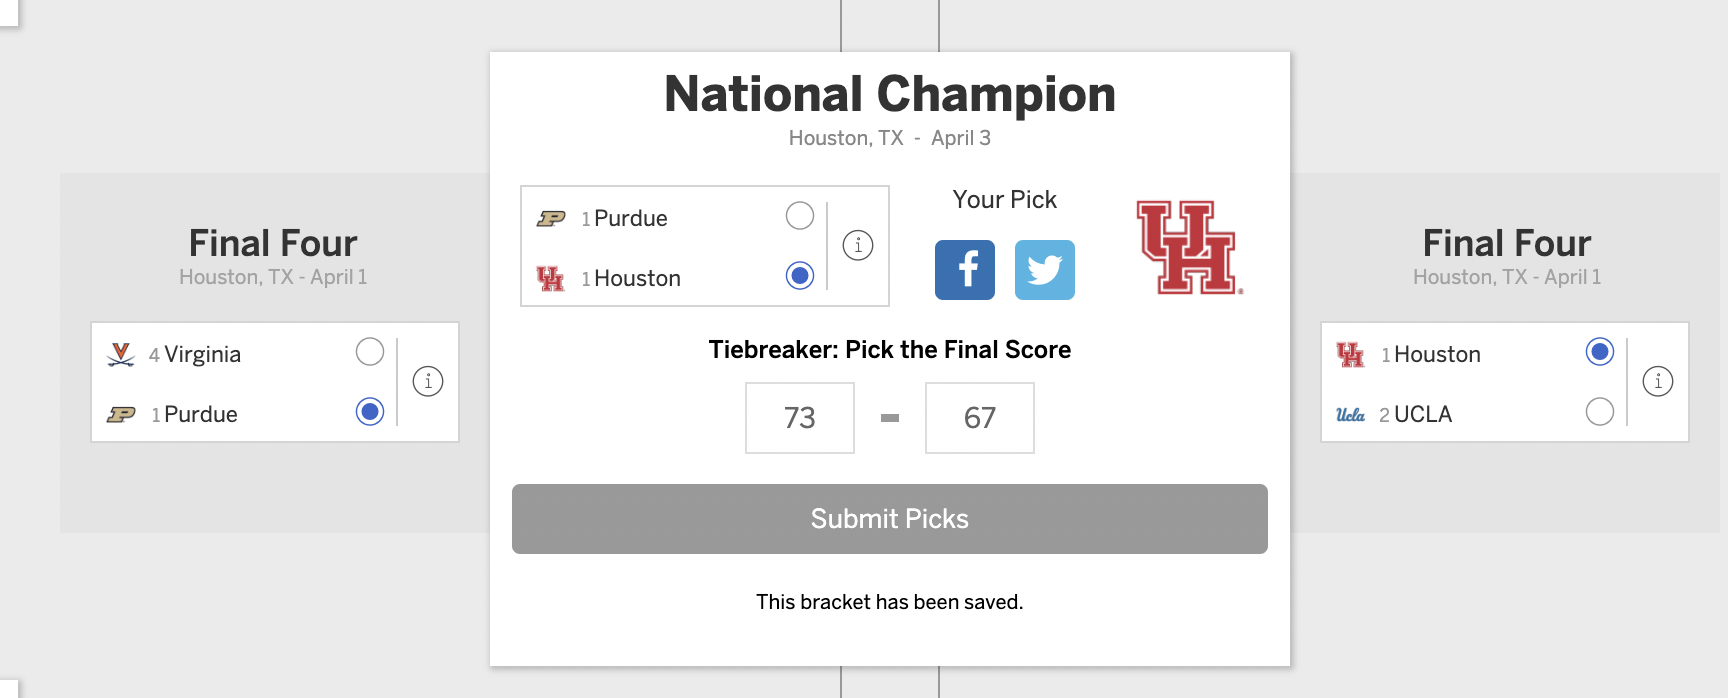 National Champion
Houston, TX - April 3
1 Purdue
1 Houston
Your Pick
Tiebreaker: Pick the Final Score
73 - 67
Submit Picks
This bracket has been saved.
Final Four
Houston, TX - April 1
4 Virginia
1 Purdue
Final Four
Houston, TX - April 1
1 Houston
Ucla 2 UCLA